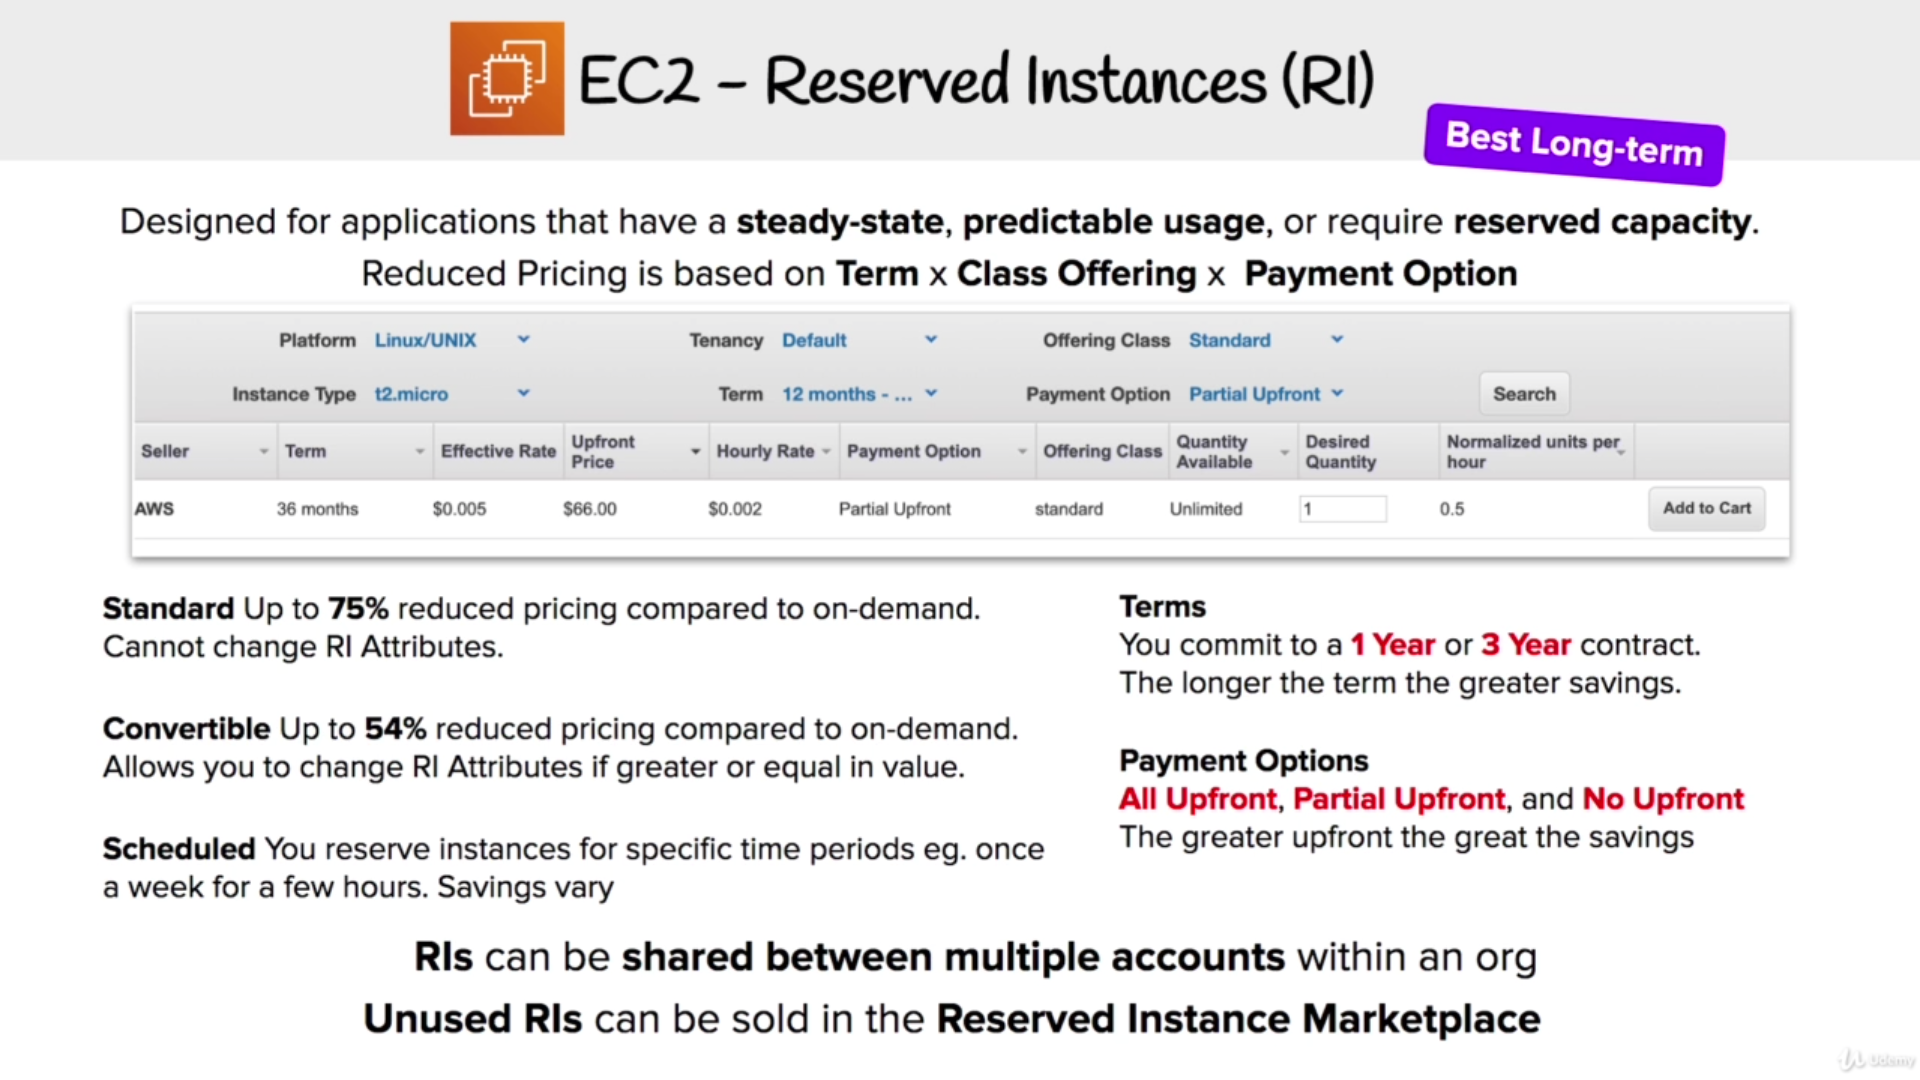 EC2 – Reserved Instances (RI)
Best Long-term
Designed for applications that have a steady-state, predictable usage, or require reserved capacity.
Reduced Pricing is based on Term x Class Offering x Payment Option
Platform Linux/UNIX Tenancy Default Offering Class Standard
Instance Type t2.micro Term 12 months - ... Payment Option Partial Upfront Search
Seller Term Effective Rate Upfront Price Hourly Rate Payment Option Offering Class Quantity Available Desired Quantity Normalized units per hour
AWS 36 months $0.005 $66.00 $0.002 Partial Upfront standard Unlimited 1 0.5 Add to Cart
Standard Up to 75% reduced pricing compared to on-demand.
Cannot change RI Attributes.
Convertible Up to 54% reduced pricing compared to on-demand.
Allows you to change RI Attributes if greater or equal in value.
Scheduled You reserve instances for specific time periods eg. once
a week for a few hours. Savings vary
Terms
You commit to a 1 Year or 3 Year contract.
The longer the term the greater savings.
Payment Options
All Upfront, Partial Upfront, and No Upfront
The greater upfront the great the savings
RIs can be shared between multiple accounts within an org
Unused RIs can be sold in the Reserved Instance Marketplace
Udemy